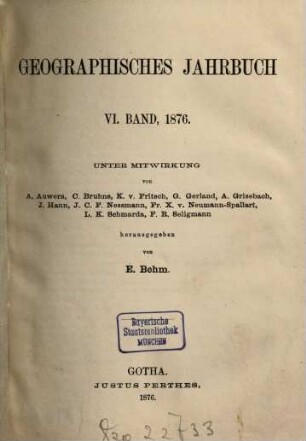 GEOGRAPHISCHES JAHRBUCH
VI. BAND, 1876.
UNTER MITWIRKUNG
VON
A. Auwers, C. Bruhns, K. v. Fritsch, G. Gerland, A. Grisebach,
J. Hann, J. C. F. Nessmann, Fr. X. v. Neumann-Spallart,
L. K. Schmarda, F. R. Seligmann
herausgegeben
von
E. Behm.
Bayerische
Staatsbibliothek
MÜNCHEN
GOTHA.
JUSTUS PERTHES,
1876.
22733